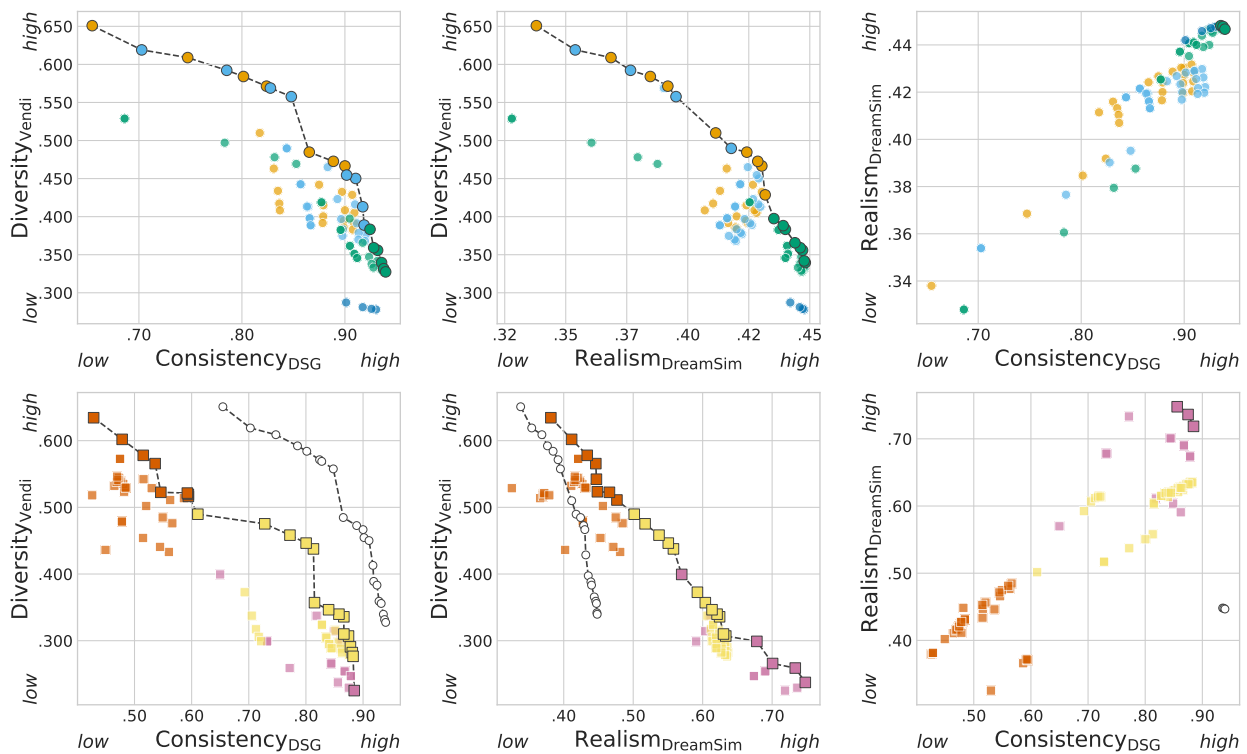 .650
.600
.550
.500
.450
.400
.350
.300
high
Diversity_Vendi
low
.70
.80
.90
low
Consistency_DSG
high
.650
.600
.550
.500
.450
.400
.350
.300
high
Diversity_Vendi
low
.32
.35
.37
.40
.42
.45
low
Realism_DreamSim
high
.44
.42
.40
.38
.36
.34
high
Realism_DreamSim
low
.70
.80
.90
low
Consistency_DSG
high
.600
.500
.400
.300
high
Diversity_Vendi
low
.50
.60
.70
.80
.90
low
Consistency_DSG
high
.600
.500
.400
.300
high
Diversity_Vendi
low
.40
.50
.60
.70
low
Realism_DreamSim
high
.70
.60
.50
.40
high
Realism_DreamSim
low
.50
.60
.70
.80
.90
low
Consistency_DSG
high